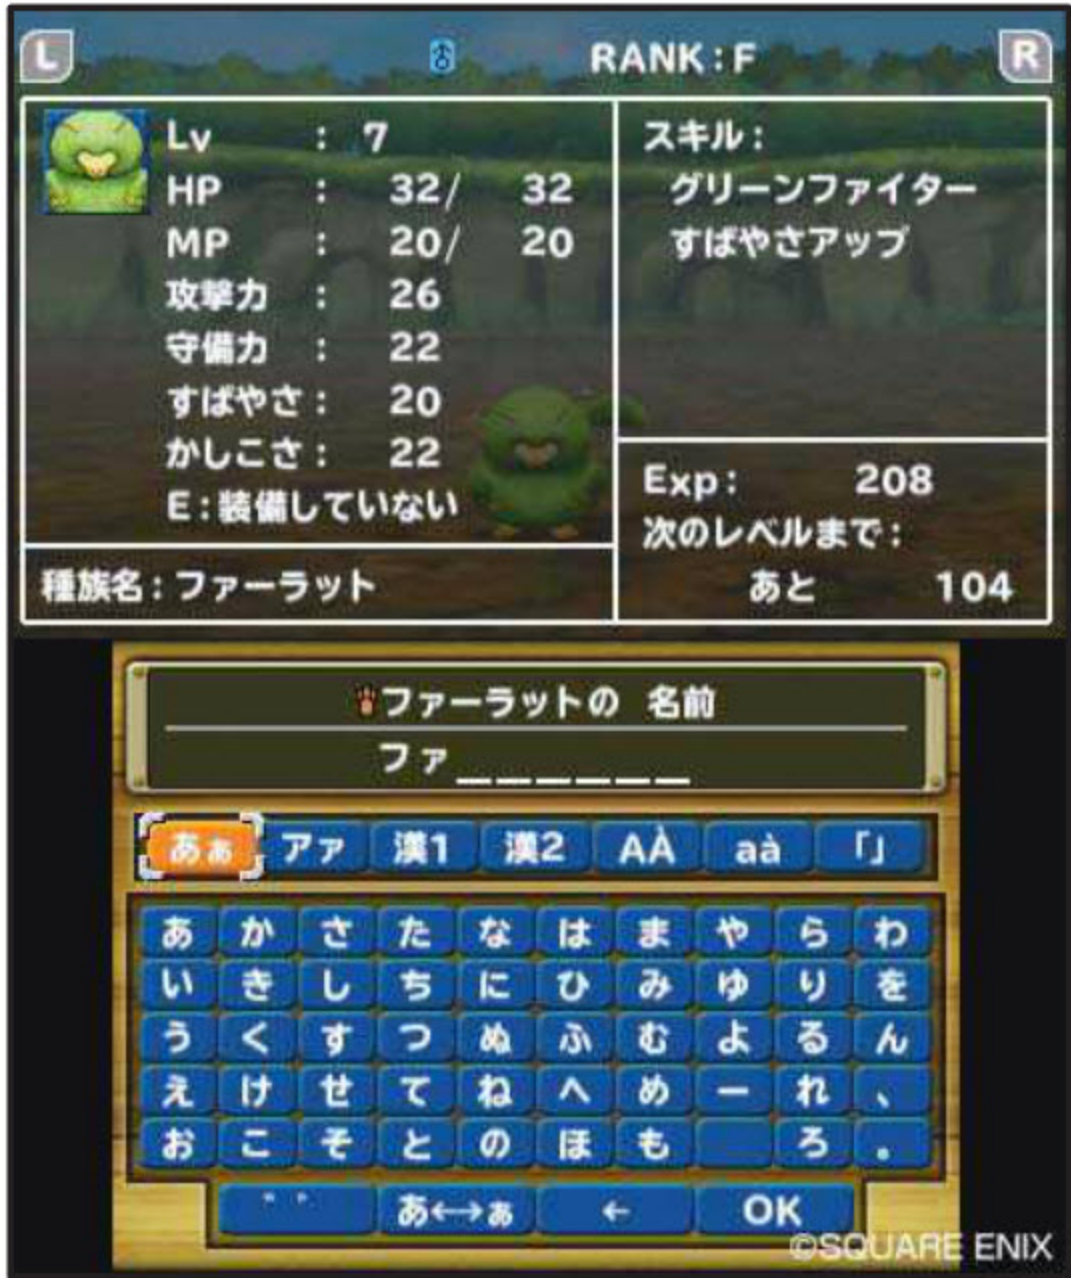 L ♂ RANK:F R
Lv : 7
HP : 32/ 32
MP : 20/ 20
攻撃力 : 26
守備力 : 22
すばやさ : 20
かしこさ : 22
E:装備していない
種族名:ファーラット
スキル:
グリーンファイター
すばやさアップ
Exp: 208
次のレベルまで:
あと 104
ファーラットの 名前
ファ______
あぁ アァ 漢1 漢2 AÀ aà 「」
あ か さ た な は ま や ら わ
い き し ち に ひ み ゆ り を
う く す つ ぬ ふ む よ る ん
え け せ て ね へ め ー れ 、
お こ そ と の ほ も ろ 。
゛゜ あ↔ぁ ← OK
©SQUARE ENIX